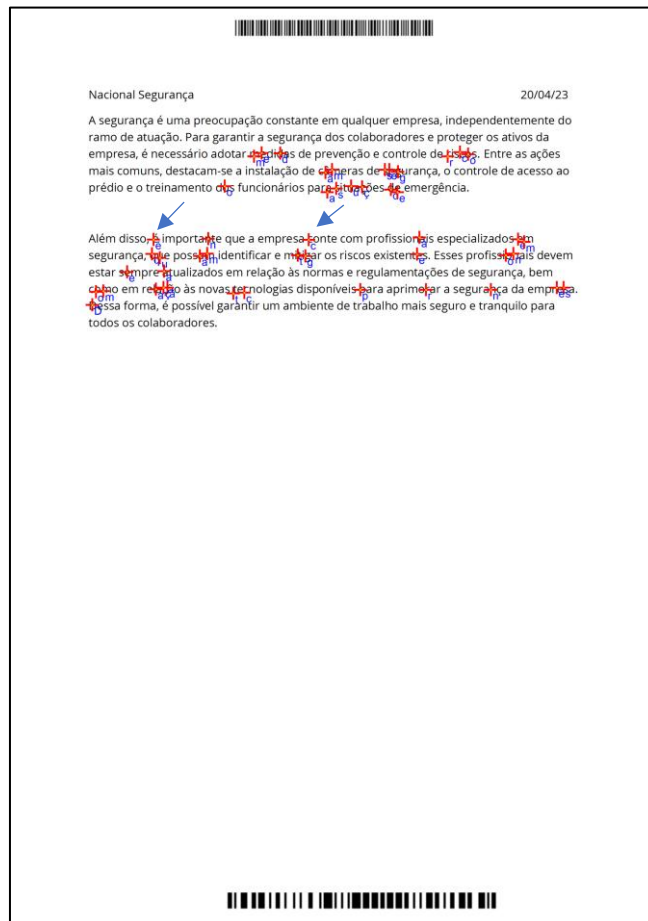 Nacional Segurança 20/04/23
A segurança é uma preocupação constante em qualquer empresa, independentemente do
ramo de atuação. Para garantir a segurança dos colaboradores e proteger os ativos da
empresa, é necessário adotar medidas de prevenção e controle de riscos. Entre as ações
mais comuns, destacam-se a instalação de câmeras de segurança, o controle de acesso ao
prédio e o treinamento dos funcionários para situações de emergência.
Além disso, é importante que a empresa conte com profissionais especializados em
segurança, que possam identificar e mitigar os riscos existentes. Esses profissionais devem
estar sempre atualizados em relação às normas e regulamentações de segurança, bem
como em relação às novas tecnologias disponíveis para aprimorar a segurança da empresa.
Dessa forma, é possível garantir um ambiente de trabalho mais seguro e tranquilo para
todos os colaboradores.